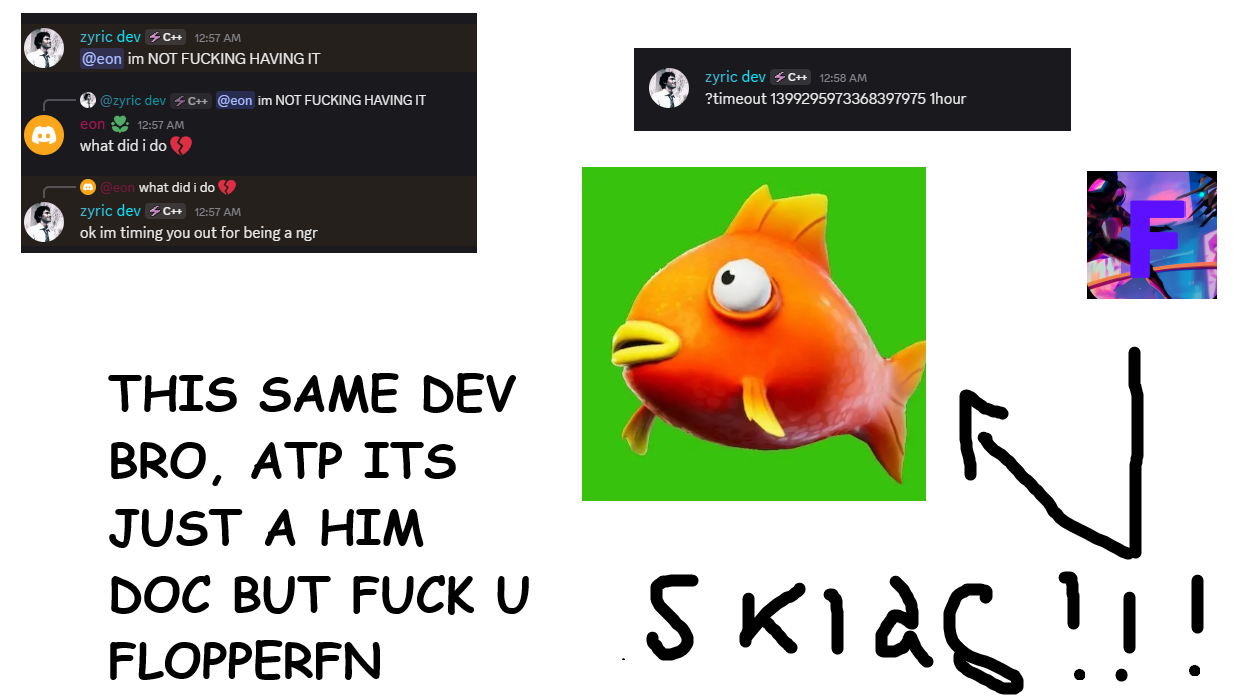 zyric dev C++ 12:57 AM
@eon im NOT FUCKING HAVING IT
@zyric dev C++ @eon im NOT FUCKING HAVING IT
eon 12:57 AM
what did i do 💔
@eon what did i do 💔
zyric dev C++ 12:57 AM
ok im timing you out for being a ngr
zyric dev C++ 12:58 AM
?timeout 1399295973368397975 1hour
F
THIS SAME DEV
BRO, ATP ITS
JUST A HIM
DOC BUT FUCK U
FLOPPERFN
!!!